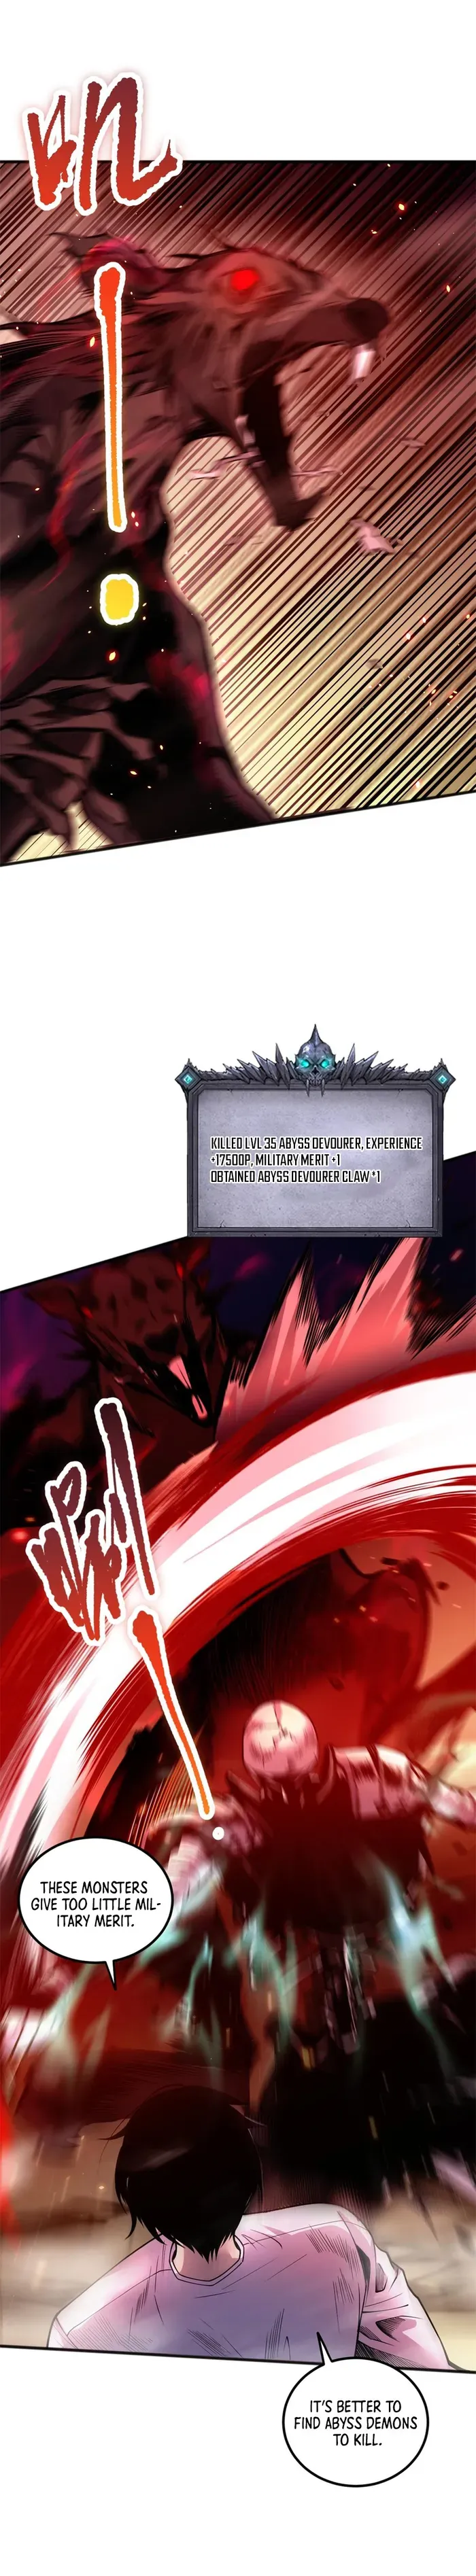 KILLED LVL 35 ABYSS DEVOURER, EXPERIENCE
+17500P, MILITARY MERIT +1
OBTAINED ABYSS DEVOURER CLAW *1
THESE MONSTERS
GIVE TOO LITTLE MIL-
ITARY MERIT.
IT'S BETTER TO
FIND ABYSS DEMONS
TO KILL.